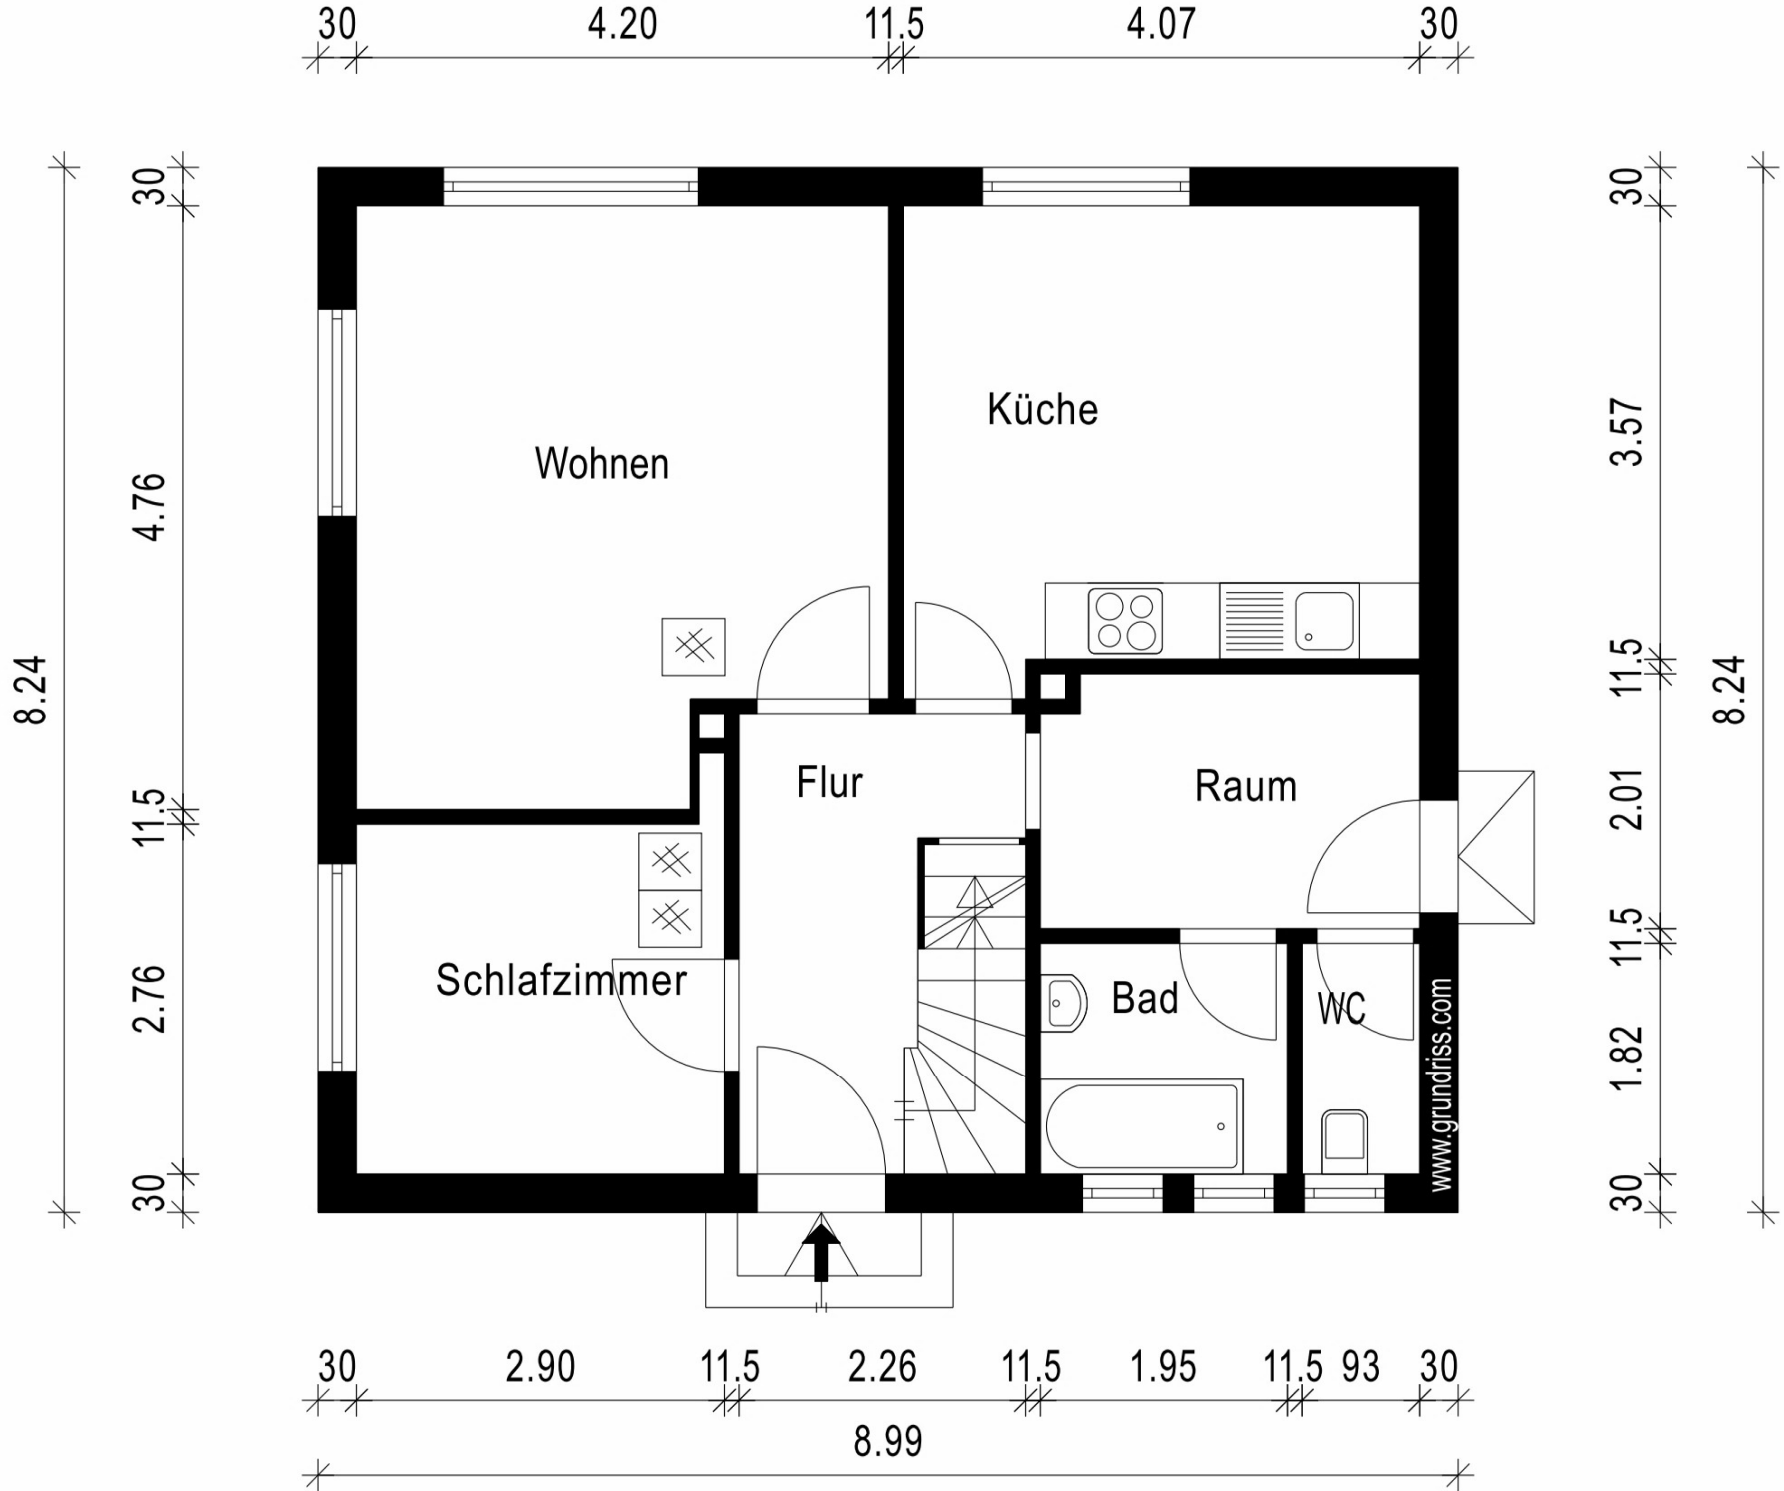 30 4.20 11.5 4.07 30
30
4.76
11.5
2.76
30
8.24
Wohnen
Küche
Flur
Raum
Schlafzimmer
Bad
WC
www.grundriss.com
30
3.57
11.5
2.01
11.5
1.82
30
8.24
30 2.90 11.5 2.26 11.5 1.95 11.5 93 30
8.99